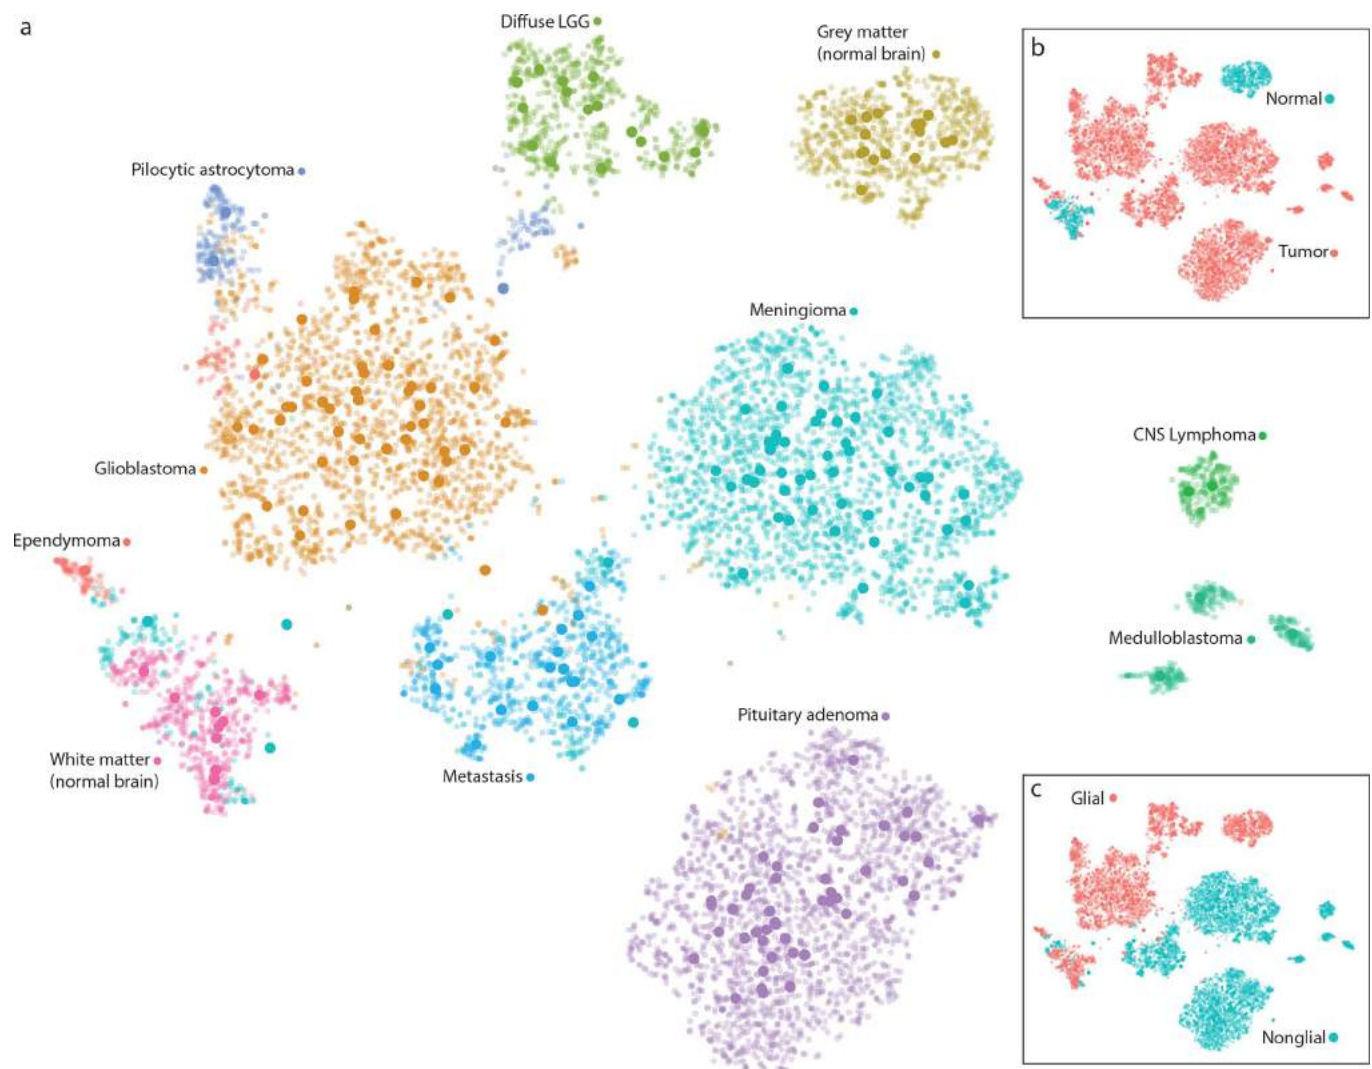 a
Diffuse LGG
Grey matter
(normal brain)
b
Normal
Tumor
Pilocytic astrocytoma
Meningioma
CNS Lymphoma
Glioblastoma
Ependymoma
Medulloblastoma
Pituitary adenoma
White matter
(normal brain)
Metastasis
c
Glial
Nonglial